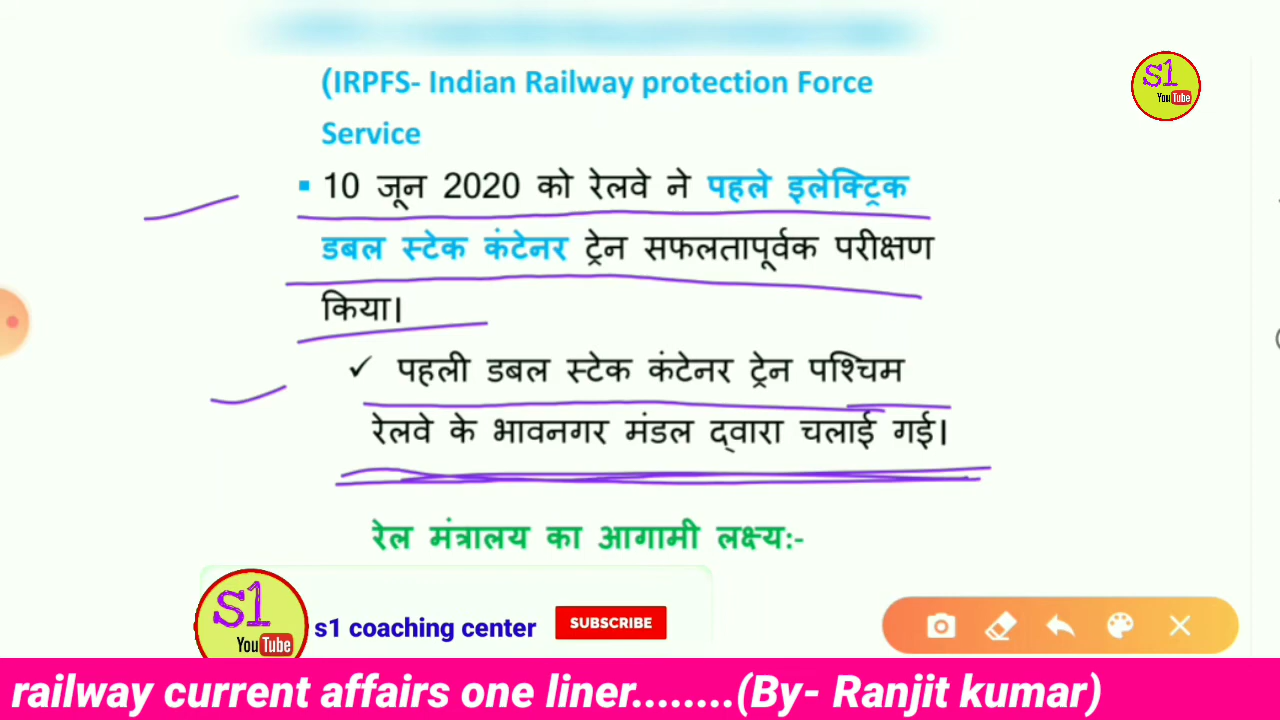 (IRPFS- Indian Railway protection Force
Service
S1
YouTube
▪ 10 जून 2020 को रेलवे ने पहले इलेक्ट्रिक
डबल स्टेक कंटेनर ट्रेन सफलतापूर्वक परीक्षण
किया।
✓ पहली डबल स्टेक कंटेनर ट्रेन पश्चिम
रेलवे के भावनगर मंडल द्वारा चलाई गई।
रेल मंत्रालय का आगामी लक्ष्य:-
S1
YouTube
s1 coaching center
SUBSCRIBE
railway current affairs one liner........(By- Ranjit kumar)